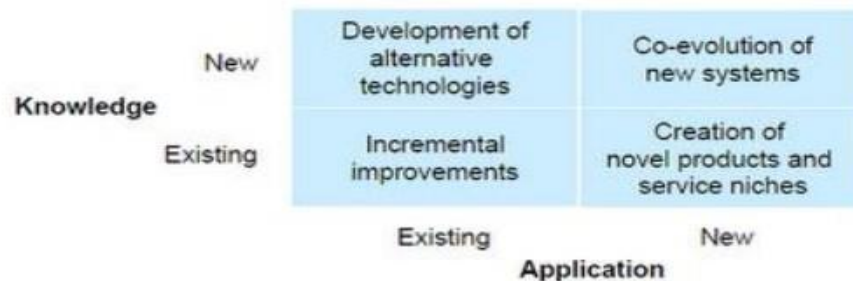 Development of
alternative
technologies
Co-evolution of
new systems
New
Knowledge
Existing
Incremental
improvements
Creation of
novel products and
service niches
Existing
New
Application